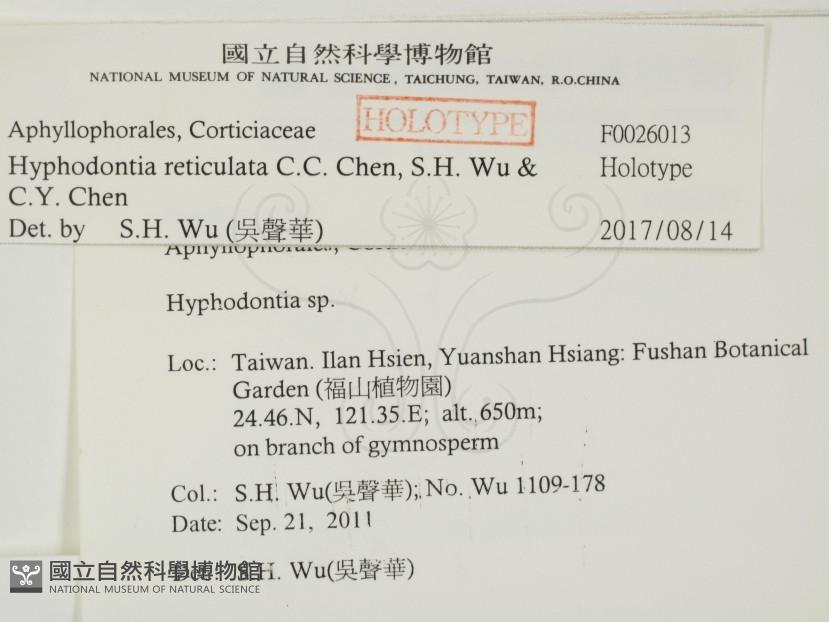 國立自然科學博物館
NATIONAL MUSEUM OF NATURAL SCIENCE, TAICHUNG, TAIWAN, R.O.CHINA
HOLOTYPE
Aphyllophorales, Corticiaceae F0026013
Hyphodontia reticulata C.C. Chen, S.H. Wu & Holotype
C.Y. Chen
Det. by S.H. Wu (吳聲華) 2017/08/14
Aphyllophorales,
Hyphodontia sp.
Loc.: Taiwan. Ilan Hsien, Yuanshan Hsiang: Fushan Botanical
Garden (福山植物園)
24.46.N, 121.35.E; alt. 650m;
on branch of gymnosperm
Col.: S.H. Wu(吳聲華); No. Wu 1109-178
Date: Sep. 21, 2011
S.H. Wu(吳聲華)
國立自然科學博物館
NATIONAL MUSEUM OF NATURAL SCIENCE